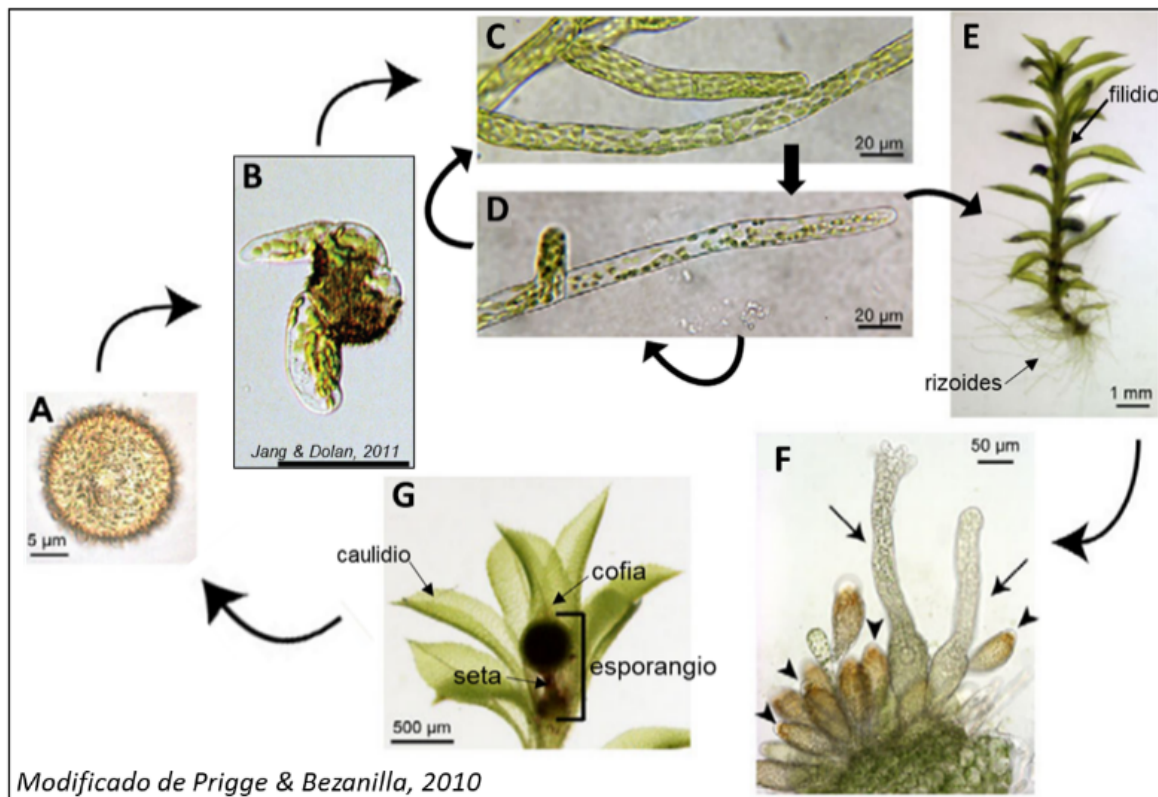 A
5 μm
B
Jang & Dolan, 2011
C
20 μm
D
20 μm
E
filidio
rizoides
1 mm
F
50 μm
G
caulidio
cofia
seta
esporangio
500 μm
Modificado de Prigge & Bezanilla, 2010